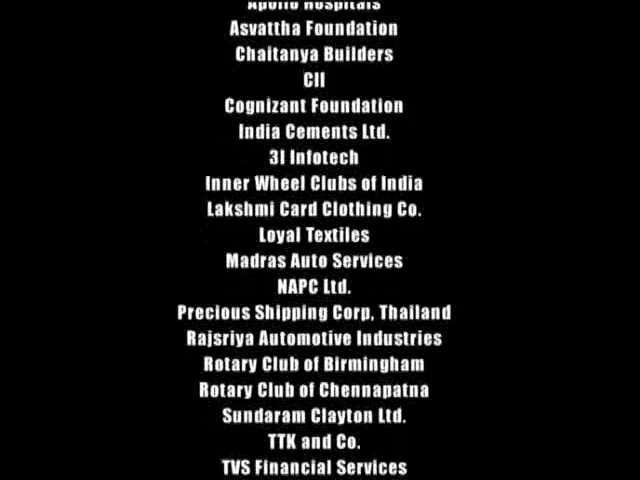 Apollo Hospitals
Asvattha Foundation
Chaitanya Builders
CII
Cognizant Foundation
India Cements Ltd.
3I Infotech
Inner Wheel Clubs of India
Lakshmi Card Clothing Co.
Loyal Textiles
Madras Auto Services
NAPC Ltd.
Precious Shipping Corp, Thailand
Rajsriya Automotive Industries
Rotary Club of Birmingham
Rotary Club of Chennapatna
Sundaram Clayton Ltd.
TTK and Co.
TVS Financial Services